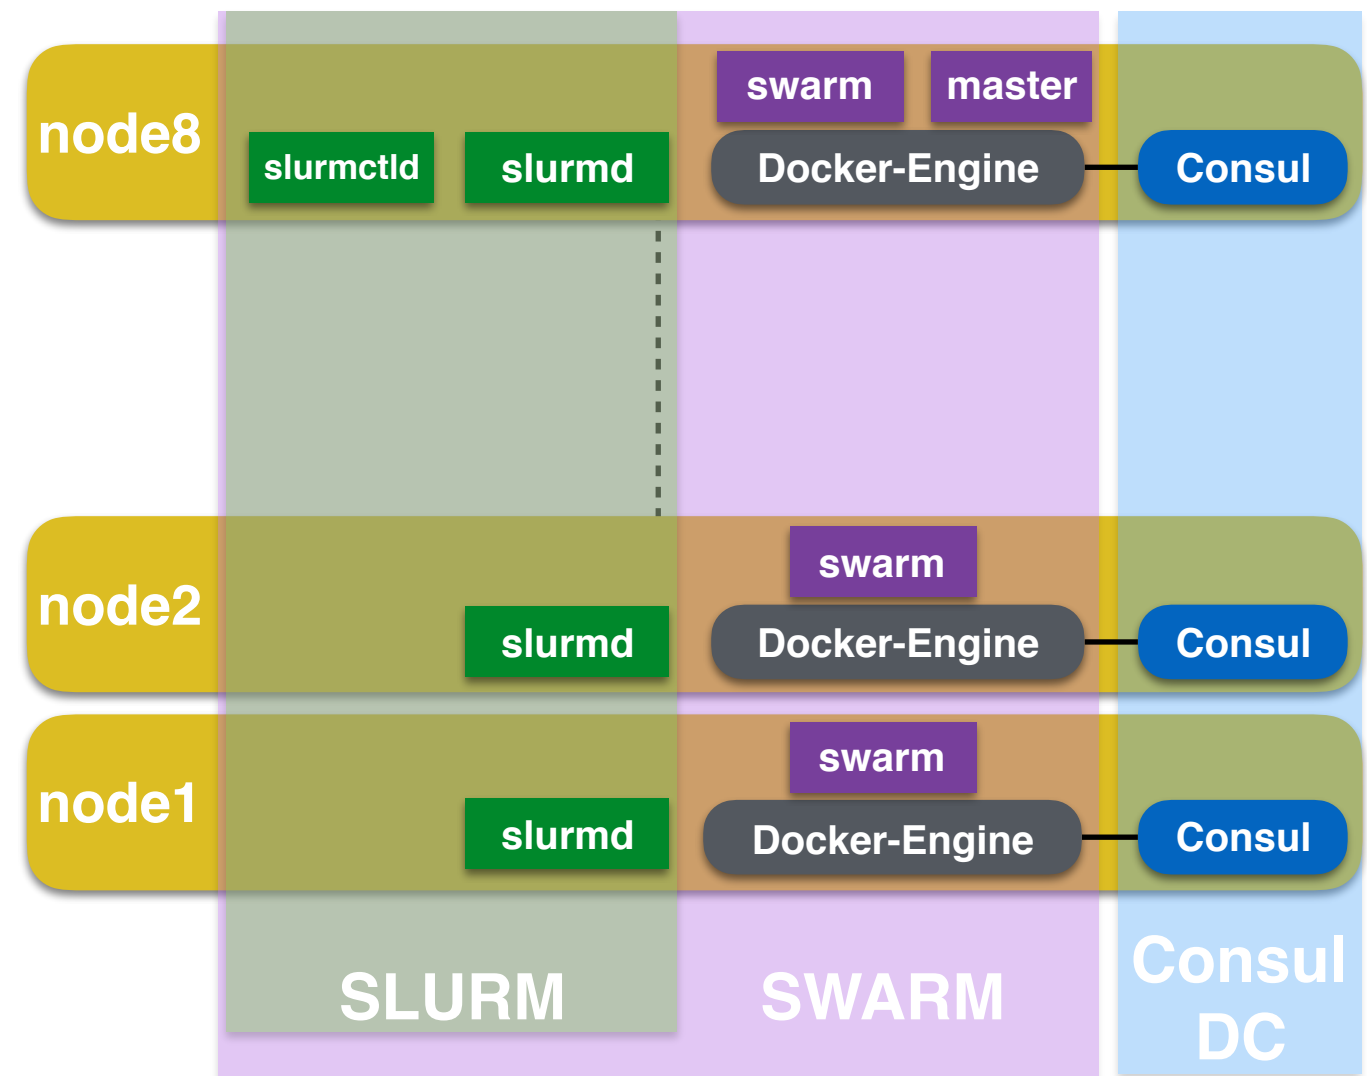 swarm master
node8
slurmctld slurmd Docker-Engine Consul
swarm
node2
slurmd Docker-Engine Consul
swarm
node1
slurmd Docker-Engine Consul
SLURM SWARM Consul
DC